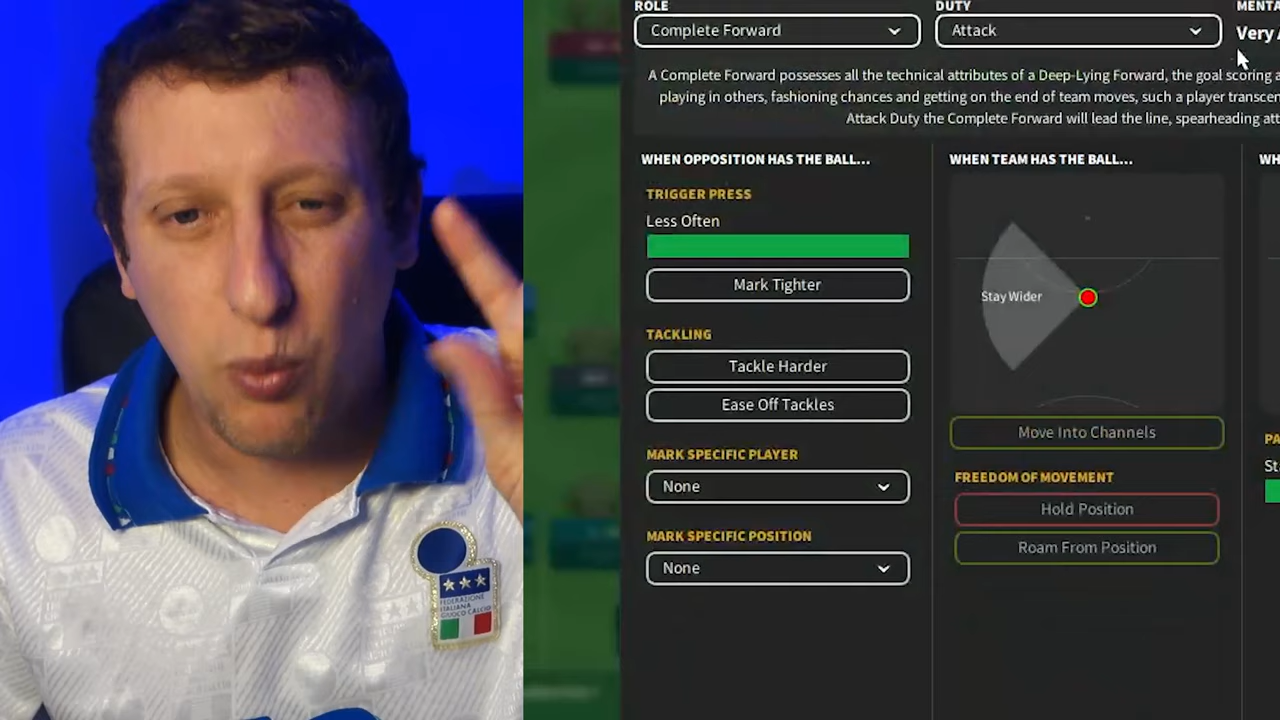 ROLE
DUTY
MENTA
Complete Forward
Attack
Very A
A Complete Forward possesses all the technical attributes of a Deep-Lying Forward, the goal scoring a
playing in others, fashioning chances and getting on the end of team moves, such a player transcen
Attack Duty the Complete Forward will lead the line, spearheading att
WHEN OPPOSITION HAS THE BALL...
WHEN TEAM HAS THE BALL...
WH
TRIGGER PRESS
Less Often
Mark Tighter
Stay Wider
TACKLING
Tackle Harder
Ease Off Tackles
Move Into Channels
PA
MARK SPECIFIC PLAYER
None
FREEDOM OF MOVEMENT
St
Hold Position
MARK SPECIFIC POSITION
None
Roam From Position
FEDERAZIONE
ITALIANA
GIUOCO CALCIO